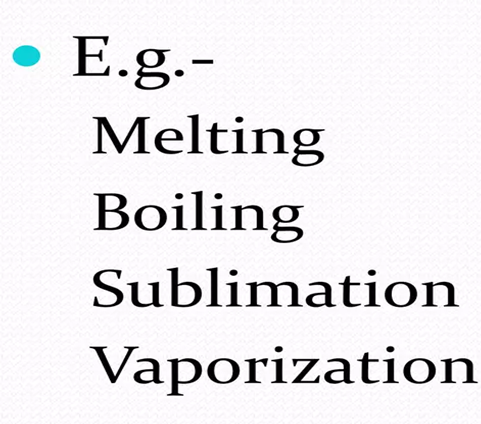 E.g.-
Melting
Boiling
Sublimation
Vaporization